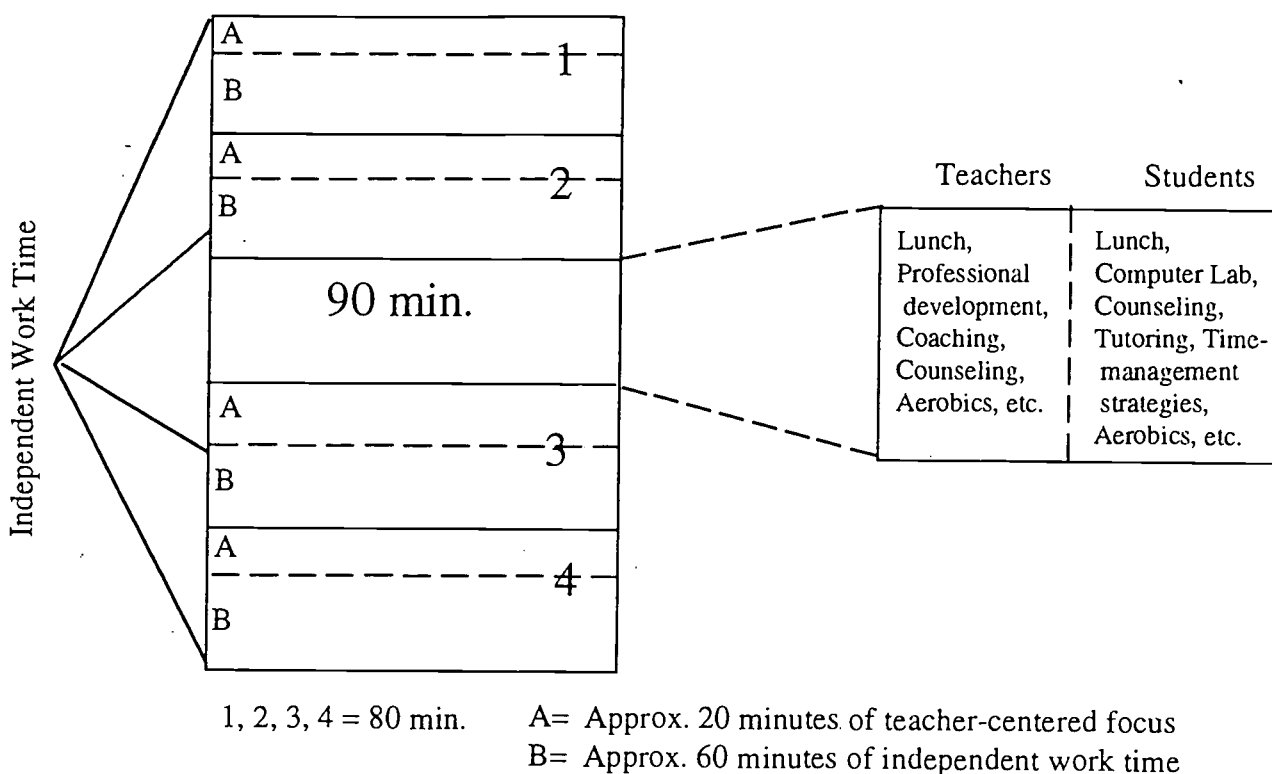 Independent Work Time
A
1
B
A
2
B
90 min.
A
3
B
A
4
B
Teachers
Lunch,
Professional
development,
Coaching,
Counseling,
Aerobics, etc.
Students
Lunch,
Computer Lab,
Counseling,
Tutoring, Time-
management
strategies,
Aerobics, etc.
1, 2, 3, 4 = 80 min.
A= Approx. 20 minutes of teacher-centered focus
B= Approx. 60 minutes of independent work time